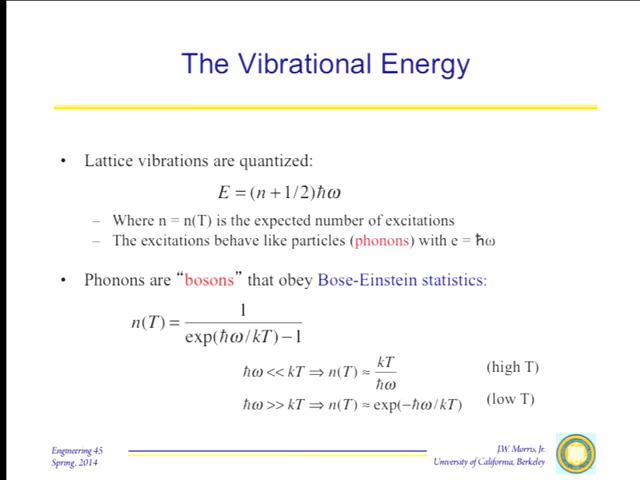 The Vibrational Energy
• Lattice vibrations are quantized:
E = (n + 1/2)ℏω
– Where n = n(T) is the expected number of excitations
– The excitations behave like particles (phonons) with e = ℏω
• Phonons are “bosons” that obey Bose-Einstein statistics:
n(T) = 1 / (exp(ℏω/kT) − 1)
ℏω << kT ⇒ n(T) ≈ kT / ℏω (high T)
ℏω >> kT ⇒ n(T) ≈ exp(−ℏω/kT) (low T)
Engineering 45
Spring, 2014
J.W. Morris, Jr.
University of California, Berkeley